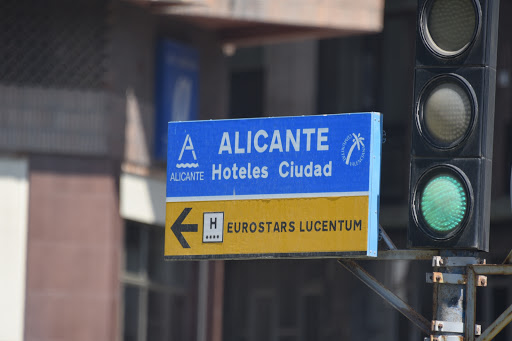 ALICANTE
Hoteles Ciudad
ALICANTE
H
EUROSTARS LUCENTUM